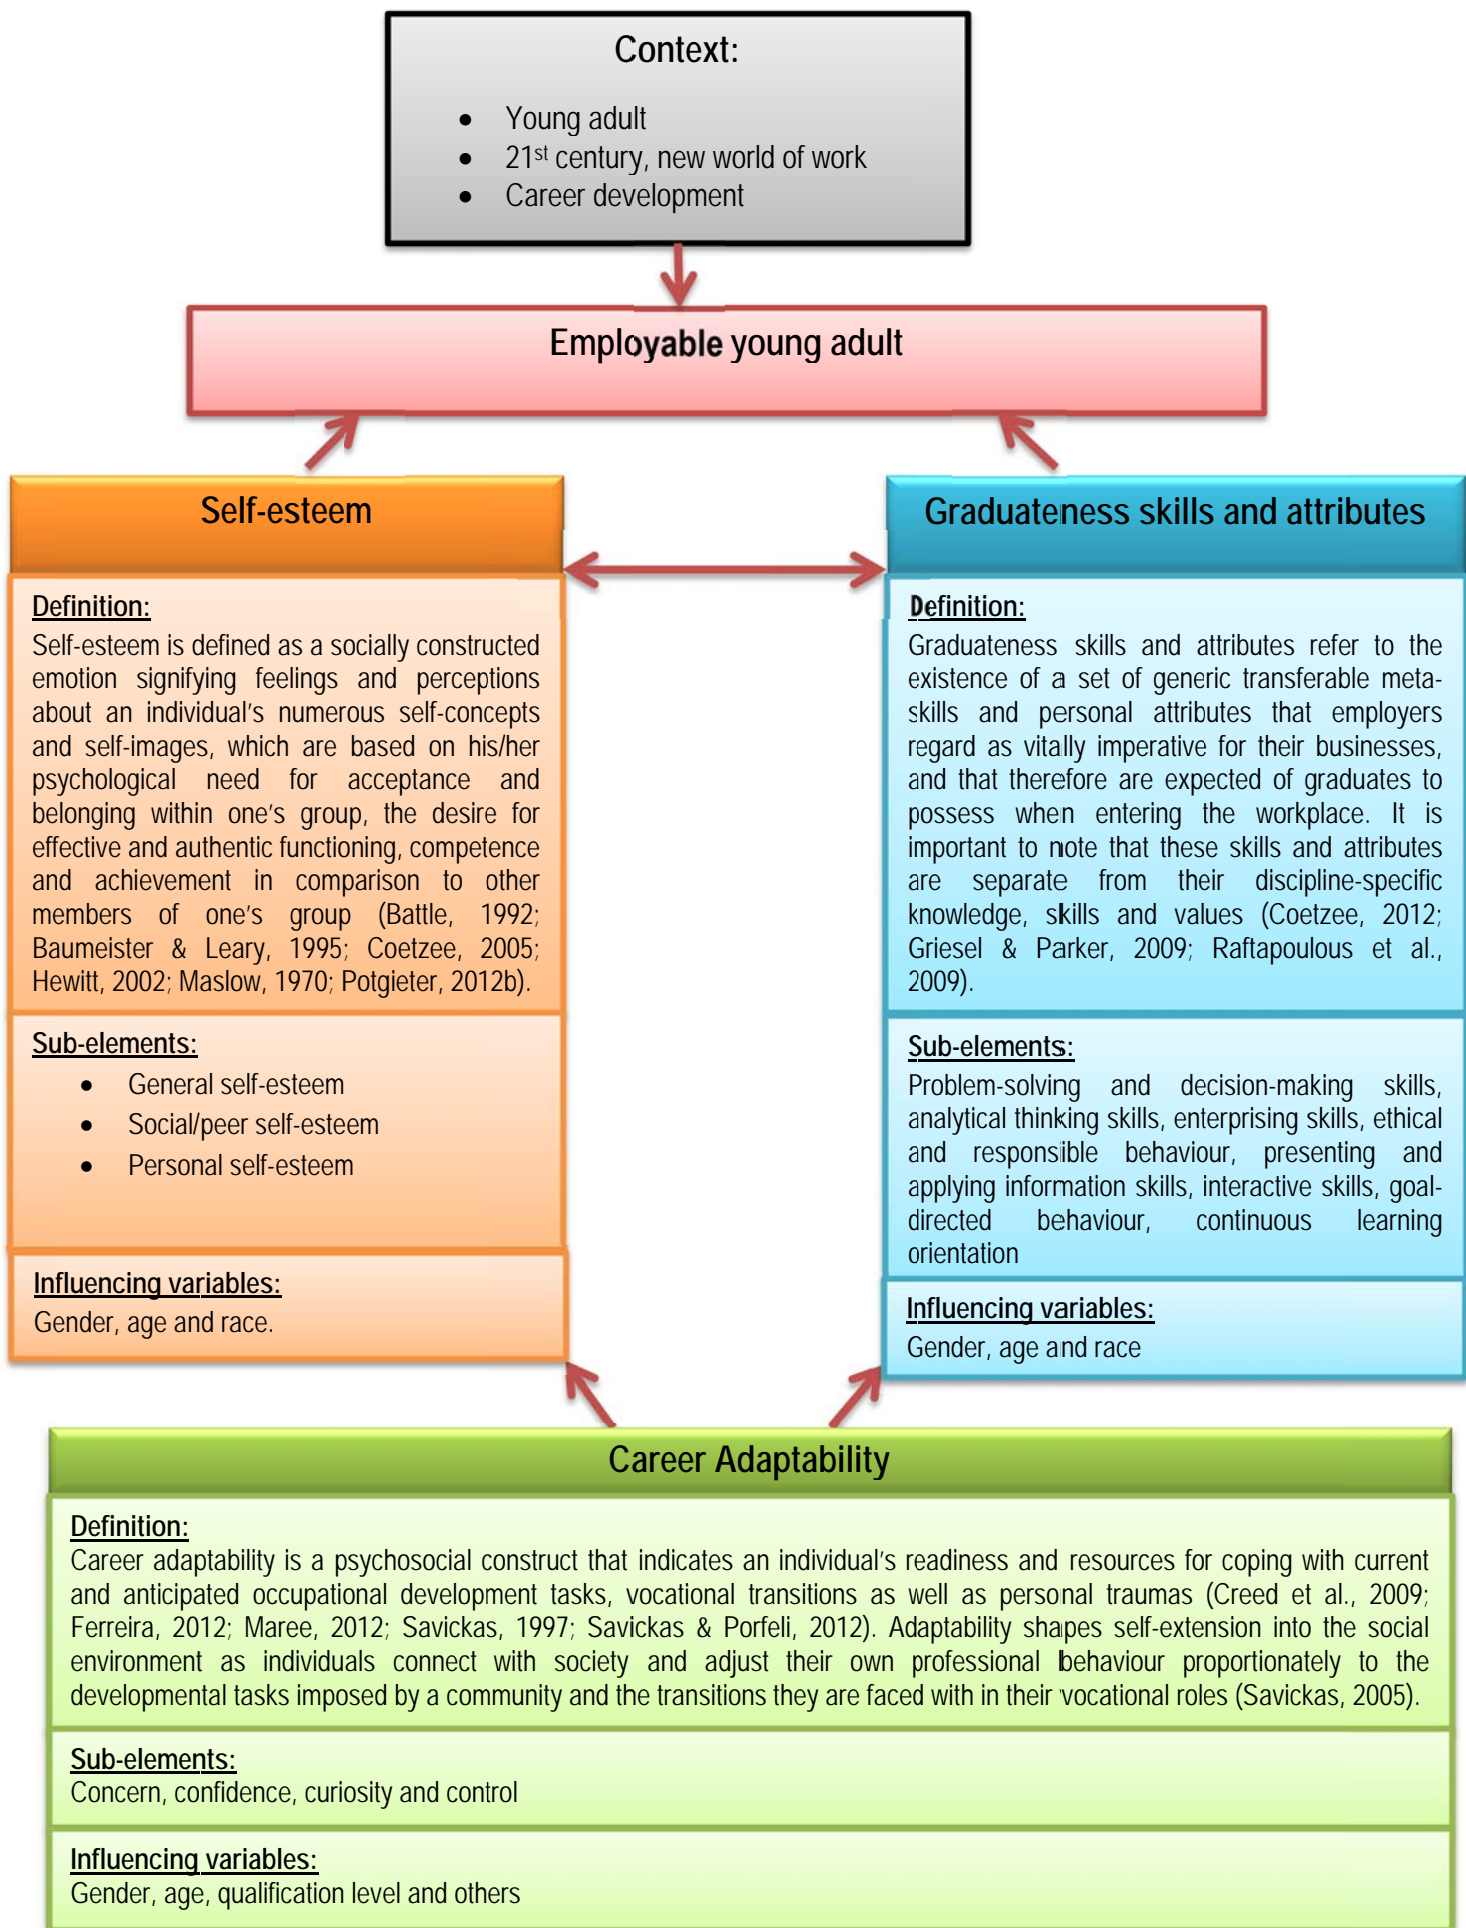 Context:
• Young adult
• 21st century, new world of work
• Career development
Employable young adult
Self-esteem
Definition:
Self-esteem is defined as a socially constructed
emotion signifying feelings and perceptions
about an individual's numerous self-concepts
and self-images, which are based on his/her
psychological need for acceptance and
belonging within one's group, the desire for
effective and authentic functioning, competence
and achievement in comparison to other
members of one's group (Battle, 1992;
Baumeister & Leary, 1995; Coetzee, 2005;
Hewitt, 2002; Maslow, 1970; Potgieter, 2012b).
Sub-elements:
• General self-esteem
• Social/peer self-esteem
• Personal self-esteem
Influencing variables:
Gender, age and race.
Graduateness skills and attributes
Definition:
Graduateness skills and attributes refer to the
existence of a set of generic transferable meta-
skills and personal attributes that employers
regard as vitally imperative for their businesses,
and that therefore are expected of graduates to
possess when entering the workplace. It is
important to note that these skills and attributes
are separate from their discipline-specific
knowledge, skills and values (Coetzee, 2012;
Griesel & Parker, 2009; Raftapoulous et al.,
2009).
Sub-elements:
Problem-solving and decision-making skills,
analytical thinking skills, enterprising skills, ethical
and responsible behaviour, presenting and
applying information skills, interactive skills, goal-
directed behaviour, continuous learning
orientation
Influencing variables:
Gender, age and race
Career Adaptability
Definition:
Career adaptability is a psychosocial construct that indicates an individual's readiness and resources for coping with current
and anticipated occupational development tasks, vocational transitions as well as personal traumas (Creed et al., 2009;
Ferreira, 2012; Maree, 2012; Savickas, 1997; Savickas & Porfeli, 2012). Adaptability shapes self-extension into the social
environment as individuals connect with society and adjust their own professional behaviour proportionately to the
developmental tasks imposed by a community and the transitions they are faced with in their vocational roles (Savickas, 2005).
Sub-elements:
Concern, confidence, curiosity and control
Influencing variables:
Gender, age, qualification level and others